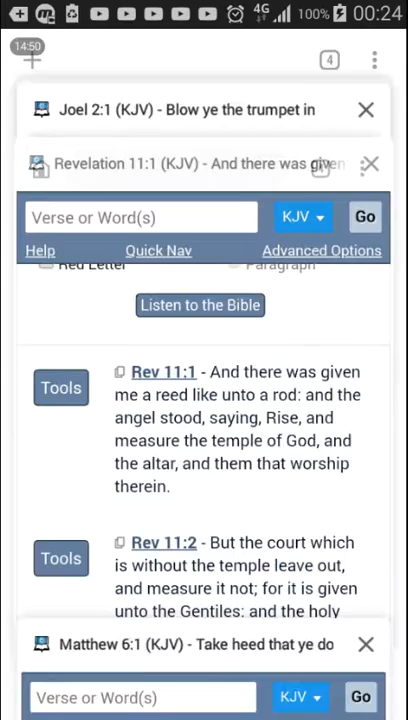 4G 100% 00:24
14:50
4
Joel 2:1 (KJV) - Blow ye the trumpet in
Revelation 11:1 (KJV) - And there was given
Verse or Word(s) KJV Go
Help Quick Nav Advanced Options
Red Letter Paragraph
Listen to the Bible
Tools
Rev 11:1 - And there was given
me a reed like unto a rod: and the
angel stood, saying, Rise, and
measure the temple of God, and
the altar, and them that worship
therein.
Tools
Rev 11:2 - But the court which
is without the temple leave out,
and measure it not; for it is given
unto the Gentiles: and the holy
Matthew 6:1 (KJV) - Take heed that ye do
Verse or Word(s) KJV Go